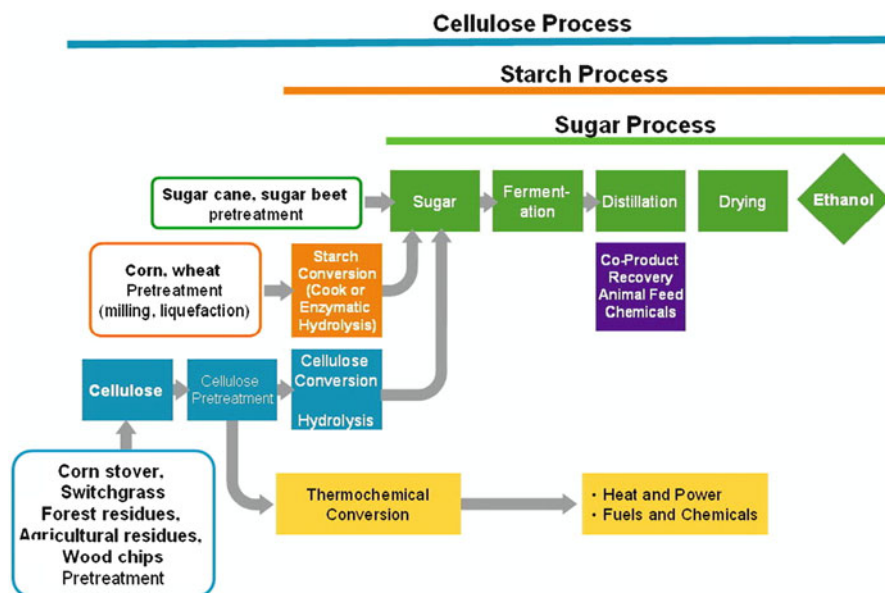 Cellulose Process
Starch Process
Sugar Process
Sugar cane, sugar beet
pretreatment
Sugar
Ferment-
ation
Distillation
Drying
Ethanol
Corn, wheat
Pretreatment
(milling, liquefaction)
Starch
Conversion
(Cook or
Enzymatic
Hydrolysis)
Co-Product
Recovery
Animal Feed
Chemicals
Cellulose
Cellulose
Pretreatment
Cellulose
Conversion
Hydrolysis
Corn stover,
Switchgrass
Forest residues,
Agricultural residues,
Wood chips
Pretreatment
Thermochemical
Conversion
• Heat and Power
• Fuels and Chemicals